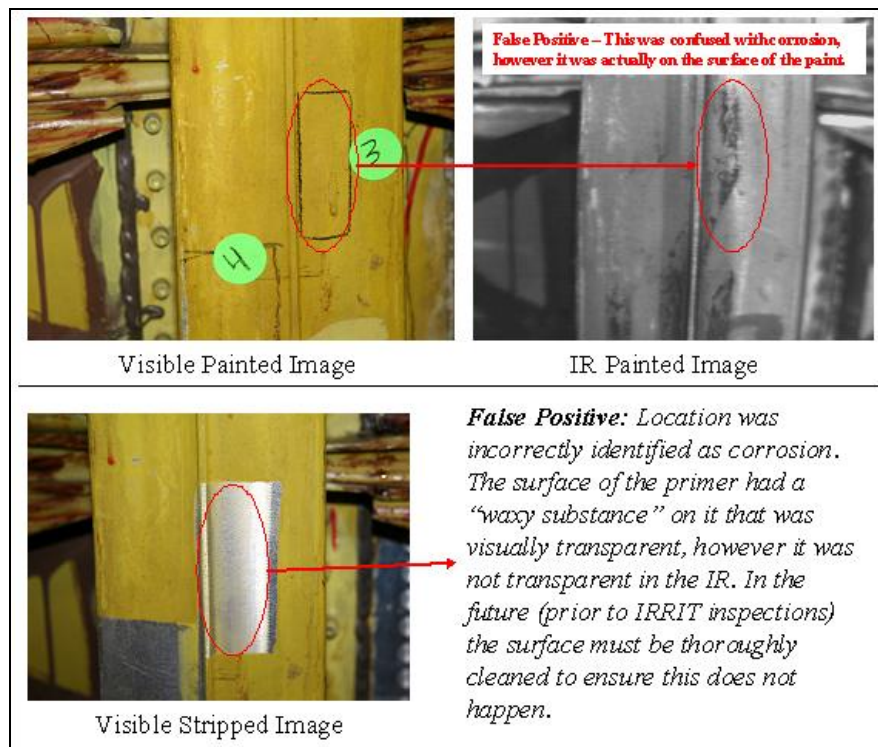 False Positive – This was confused with corrosion,
however it was actually on the surface of the paint.
3
4
Visible Painted Image
IR Painted Image
False Positive: Location was
incorrectly identified as corrosion.
The surface of the primer had a
“waxy substance” on it that was
visually transparent, however it was
not transparent in the IR. In the
future (prior to IRRIT inspections)
the surface must be thoroughly
cleaned to ensure this does not
happen.
Visible Stripped Image